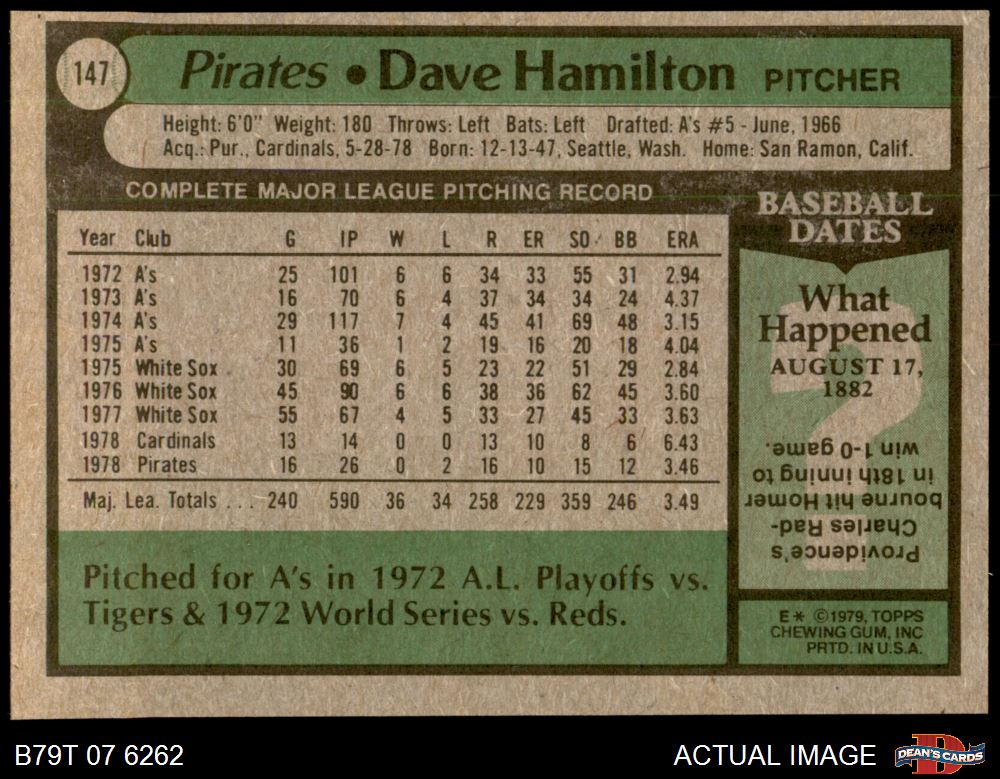 147
Pirates • Dave Hamilton PITCHER
Height: 6'0" Weight: 180 Throws: Left Bats: Left Drafted: A's #5 - June, 1966
Acq.: Pur., Cardinals, 5-28-78 Born: 12-13-47, Seattle, Wash. Home: San Ramon, Calif.
COMPLETE MAJOR LEAGUE PITCHING RECORD
Year Club G IP W L R ER SO BB ERA
1972 A's 25 101 6 6 34 33 55 31 2.94
1973 A's 16 70 6 4 37 34 34 24 4.37
1974 A's 29 117 7 4 45 41 69 48 3.15
1975 A's 11 36 1 2 19 16 20 18 4.04
1975 White Sox 30 69 6 5 23 22 51 29 2.84
1976 White Sox 45 90 6 6 38 36 62 45 3.60
1977 White Sox 55 67 4 5 33 27 45 33 3.63
1978 Cardinals 13 14 0 0 13 10 8 6 6.43
1978 Pirates 16 26 0 2 16 10 15 12 3.46
Maj. Lea. Totals ... 240 590 36 34 258 229 359 246 3.49
Pitched for A's in 1972 A.L. Playoffs vs.
Tigers & 1972 World Series vs. Reds.
BASEBALL
DATES
What
Happened
AUGUST 17,
1882
Providence's
Charles Rad-
bourne hit Homer
in 18th inning to
win 1-0 game.
E* ©1979, TOPPS
CHEWING GUM, INC
PRTD. IN U.S.A.
B79T 07 6262
ACTUAL IMAGE
D
DEAN'S CARDS